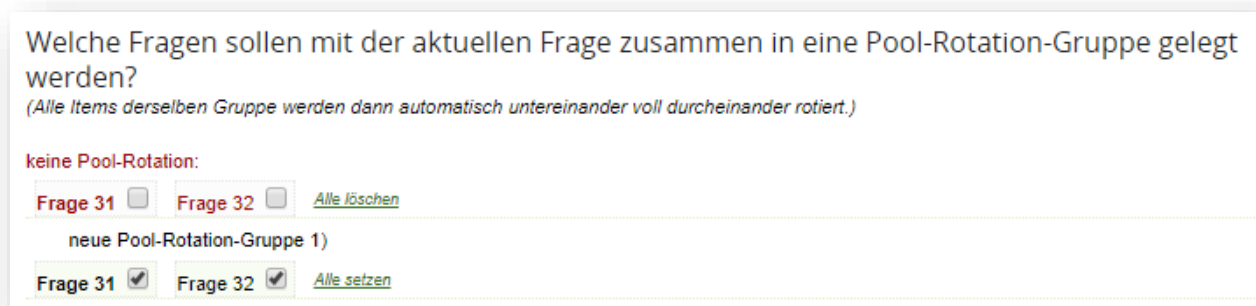 Welche Fragen sollen mit der aktuellen Frage zusammen in eine Pool-Rotation-Gruppe gelegt
werden?
(Alle Items derselben Gruppe werden dann automatisch untereinander voll durcheinander rotiert.)
keine Pool-Rotation:
Frage 31 Frage 32 Alle löschen
neue Pool-Rotation-Gruppe 1)
Frage 31 Frage 32 Alle setzen